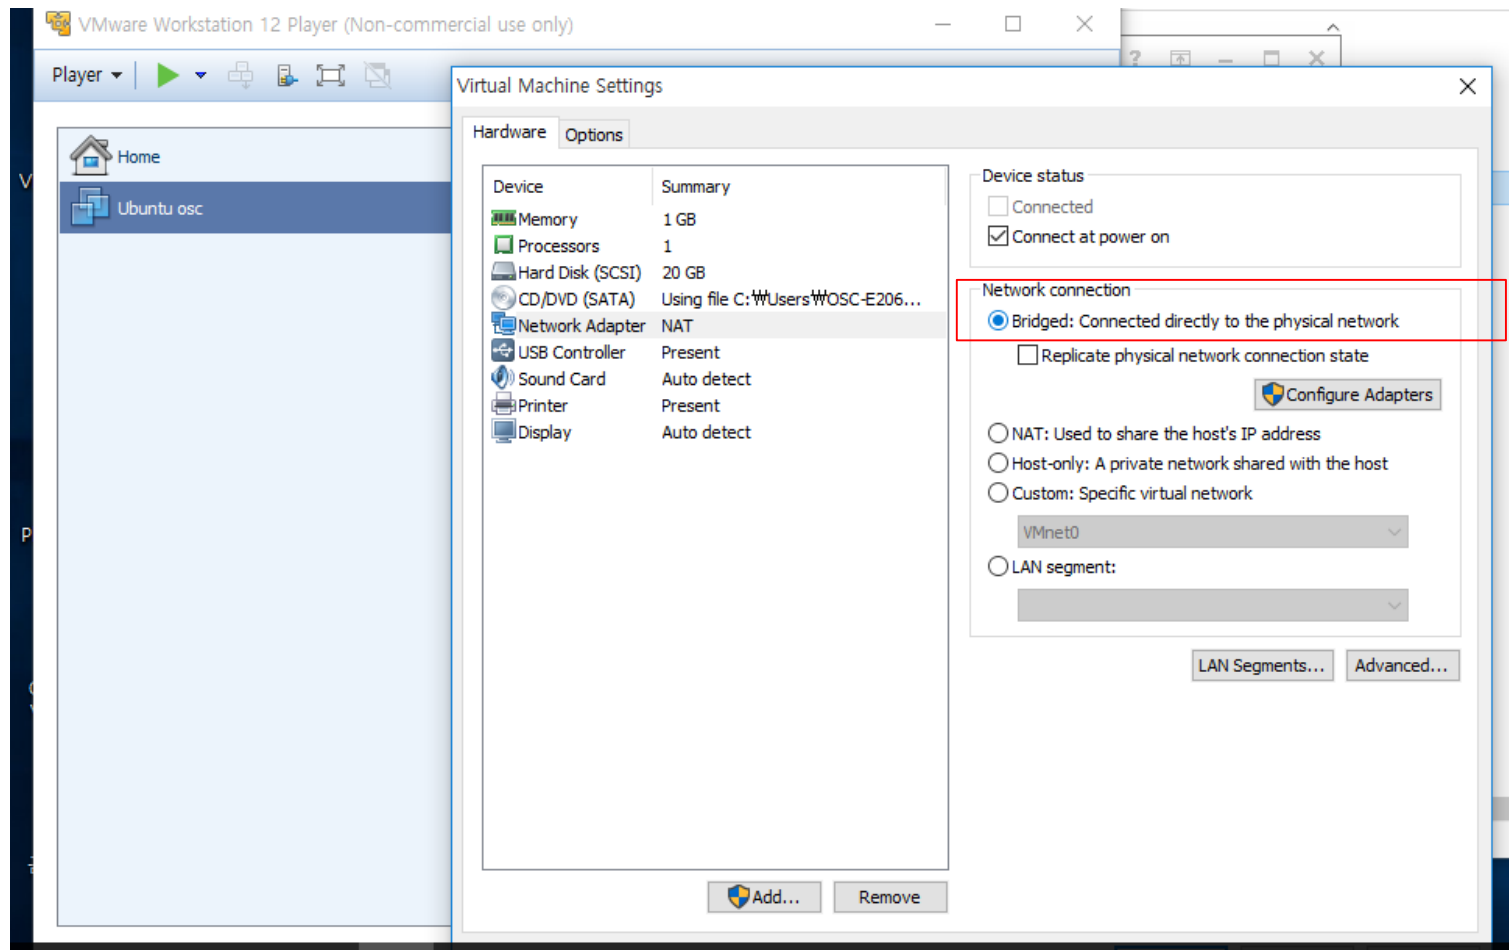 VMware Workstation 12 Player (Non-commercial use only)
Player
Home
Ubuntu osc
Virtual Machine Settings
Hardware
Options
Device Summary
Memory 1 GB
Processors 1
Hard Disk (SCSI) 20 GB
CD/DVD (SATA) Using file C:₩Users₩OSC-E206...
Network Adapter NAT
USB Controller Present
Sound Card Auto detect
Printer Present
Display Auto detect
Add...
Remove
Device status
Connected
Connect at power on
Network connection
Bridged: Connected directly to the physical network
Replicate physical network connection state
Configure Adapters
NAT: Used to share the host's IP address
Host-only: A private network shared with the host
Custom: Specific virtual network
VMnet0
LAN segment:
LAN Segments...
Advanced...